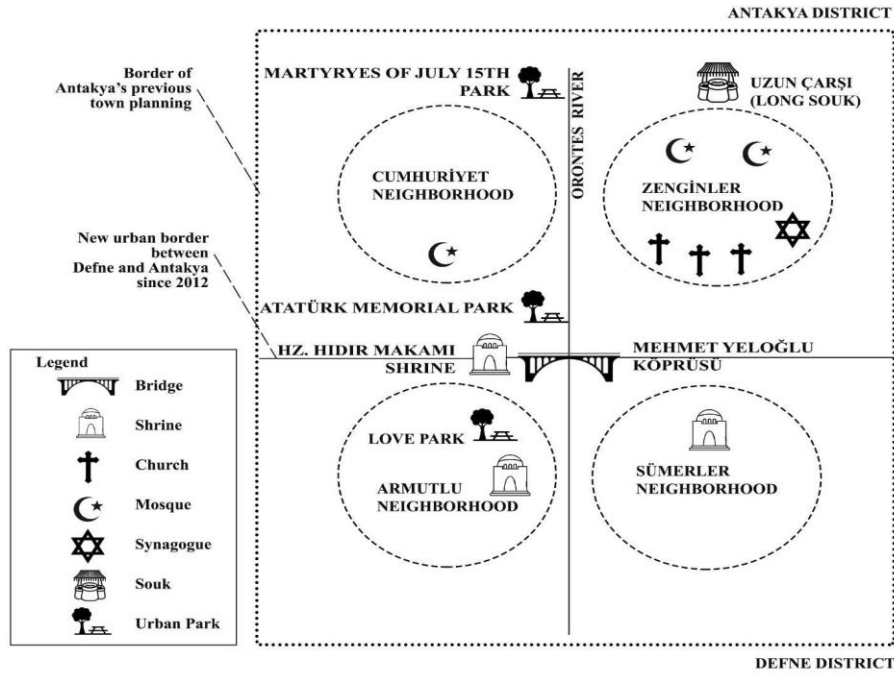 ANTAKYA DISTRICT
Border of
Antakya's previous
town planning
MARTYRYES OF JULY 15TH
PARK
ORONTES RIVER
UZUN ÇARŞI
(LONG SOUK)
CUMHURİYET
NEIGHBORHOOD
ZENGİNLER
NEIGHBORHOOD
New urban border
between
Defne and Antakya
since 2012
ATATÜRK MEMORIAL PARK
HZ. HIDIR MAKAMI
SHRINE
MEHMET YELOĞLU
KÖPRÜSÜ
LOVE PARK
ARMUTLU
NEIGHBORHOOD
SÜMERLER
NEIGHBORHOOD
Legend
Bridge
Shrine
Church
Mosque
Synagogue
Souk
Urban Park
DEFNE DISTRICT